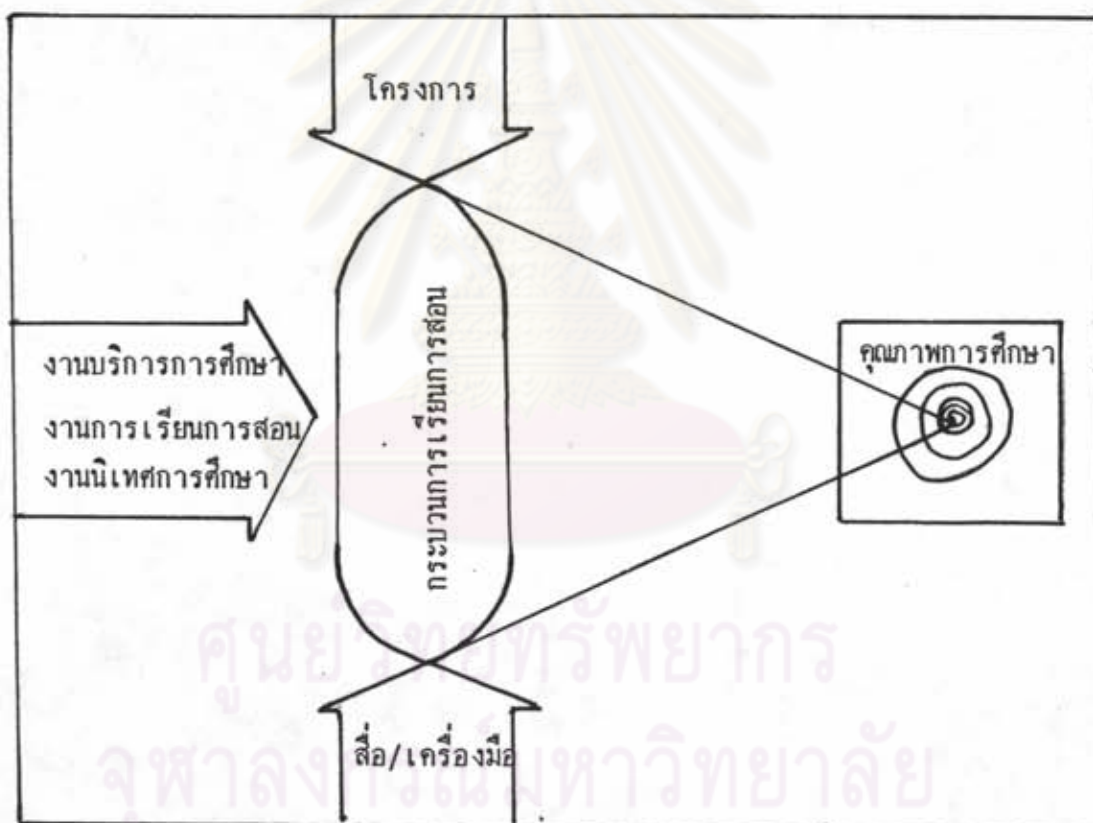 โครงการ
งานบริการการศึกษา
งานการเรียนการสอน
งานนิเทศการศึกษา
กระบวนการเรียนการสอน
คุณภาพการศึกษา
สื่อ/เครื่องมือ
ศูนย์วิทยทรัพยากร
จุฬาลงกรณ์มหาวิทยาลัย